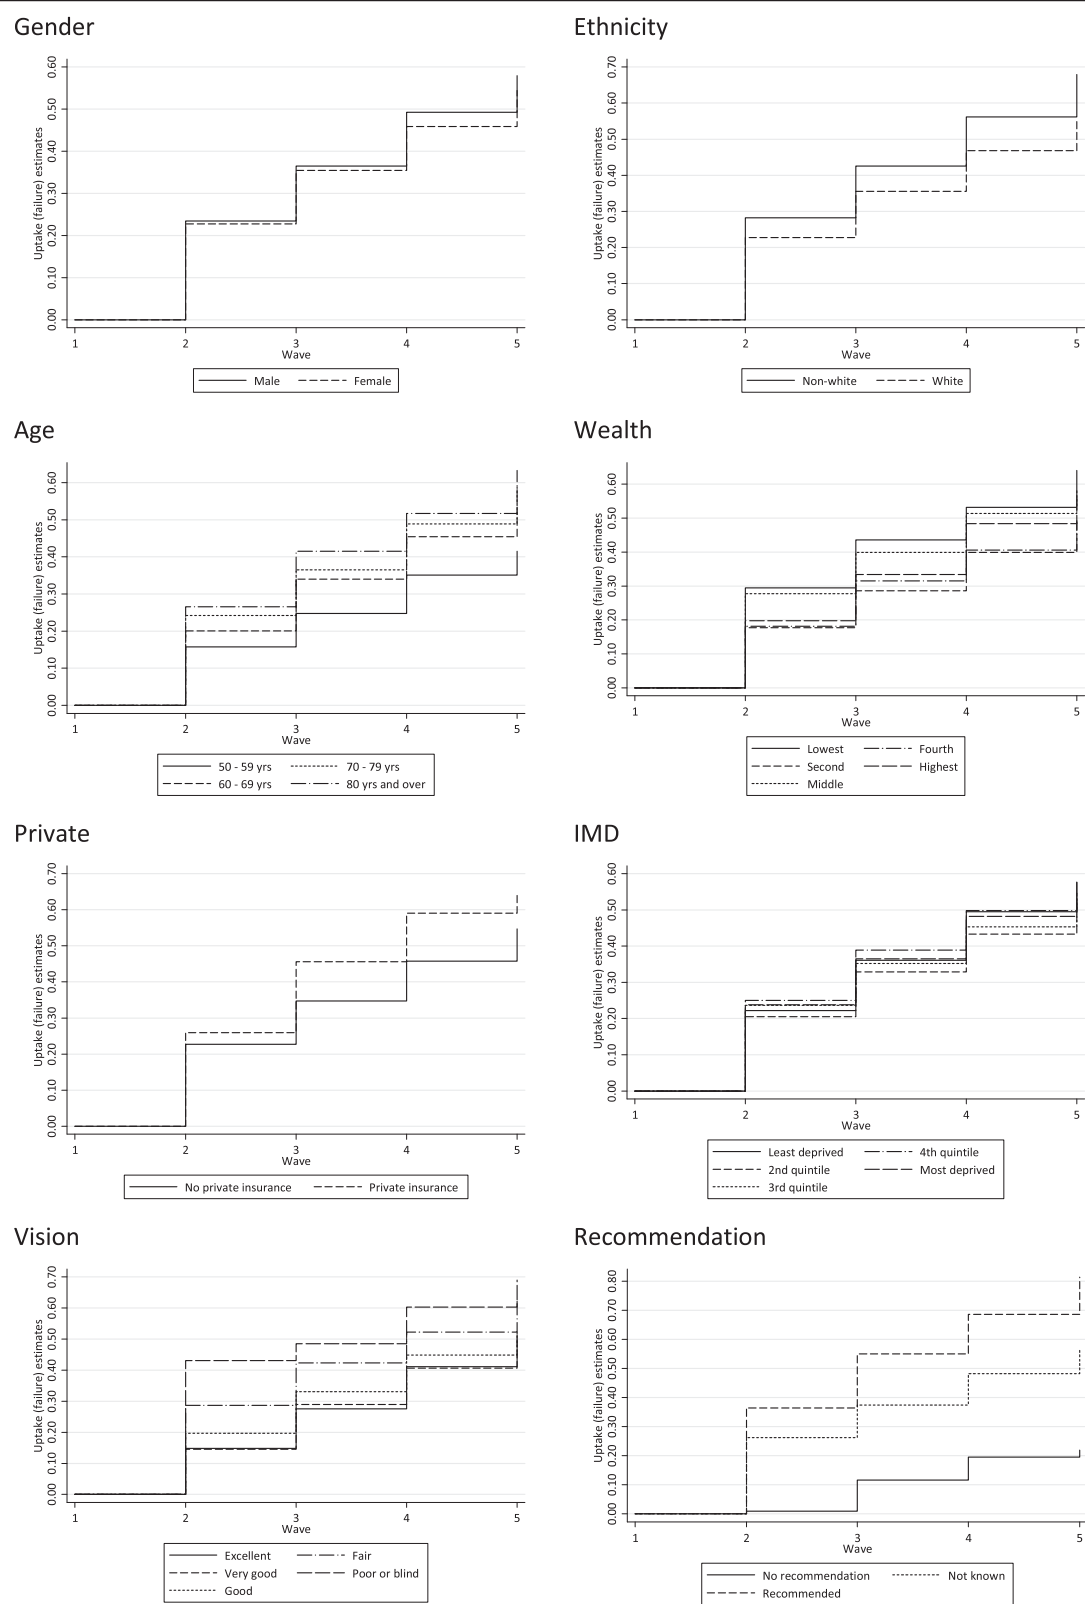 Gender
Uptake (failure) estimates
0.00 0.10 0.20 0.30 0.40 0.50 0.60
1 2 3 4 5
Wave
Male Female
Ethnicity
Uptake (failure) estimates
0.00 0.10 0.20 0.30 0.40 0.50 0.60 0.70
1 2 3 4 5
Wave
Non-white White
Age
Uptake (failure) estimates
0.00 0.10 0.20 0.30 0.40 0.50 0.60
1 2 3 4 5
Wave
50 - 59 yrs 70 - 79 yrs
60 - 69 yrs 80 yrs and over
Wealth
Uptake (failure) estimates
0.00 0.10 0.20 0.30 0.40 0.50 0.60
1 2 3 4 5
Wave
Lowest Fourth
Second Highest
Middle
Private
Uptake (failure) estimates
0.00 0.10 0.20 0.30 0.40 0.50 0.60 0.70
1 2 3 4 5
Wave
No private insurance Private insurance
IMD
Uptake (failure) estimates
0.00 0.10 0.20 0.30 0.40 0.50 0.60
1 2 3 4 5
Wave
Least deprived 4th quintile
2nd quintile Most deprived
3rd quintile
Vision
Uptake (failure) estimates
0.00 0.10 0.20 0.30 0.40 0.50 0.60 0.70
1 2 3 4 5
Wave
Excellent Fair
Very good Poor or blind
Good
Recommendation
Uptake (failure) estimates
0.00 0.10 0.20 0.30 0.40 0.50 0.60 0.70 0.80
1 2 3 4 5
Wave
No recommendation Not known
Recommended